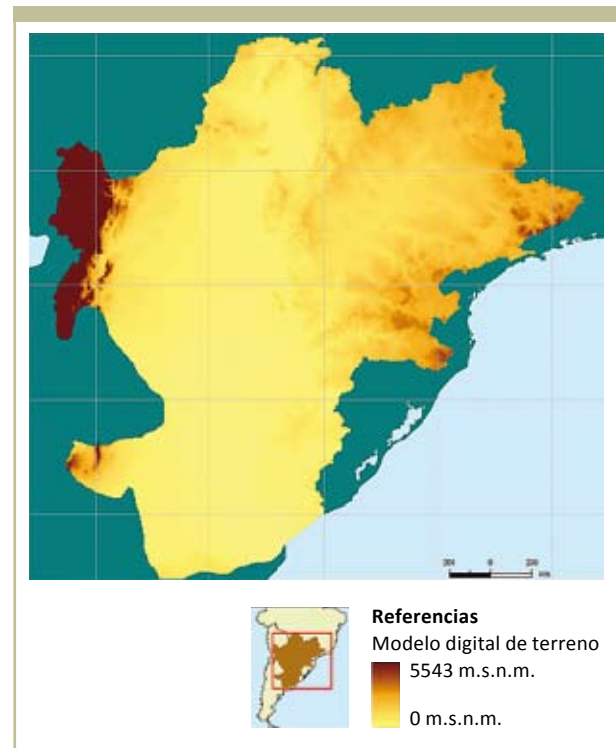 Referencias
Modelo digital de terreno
5543 m.s.n.m.
0 m.s.n.m.